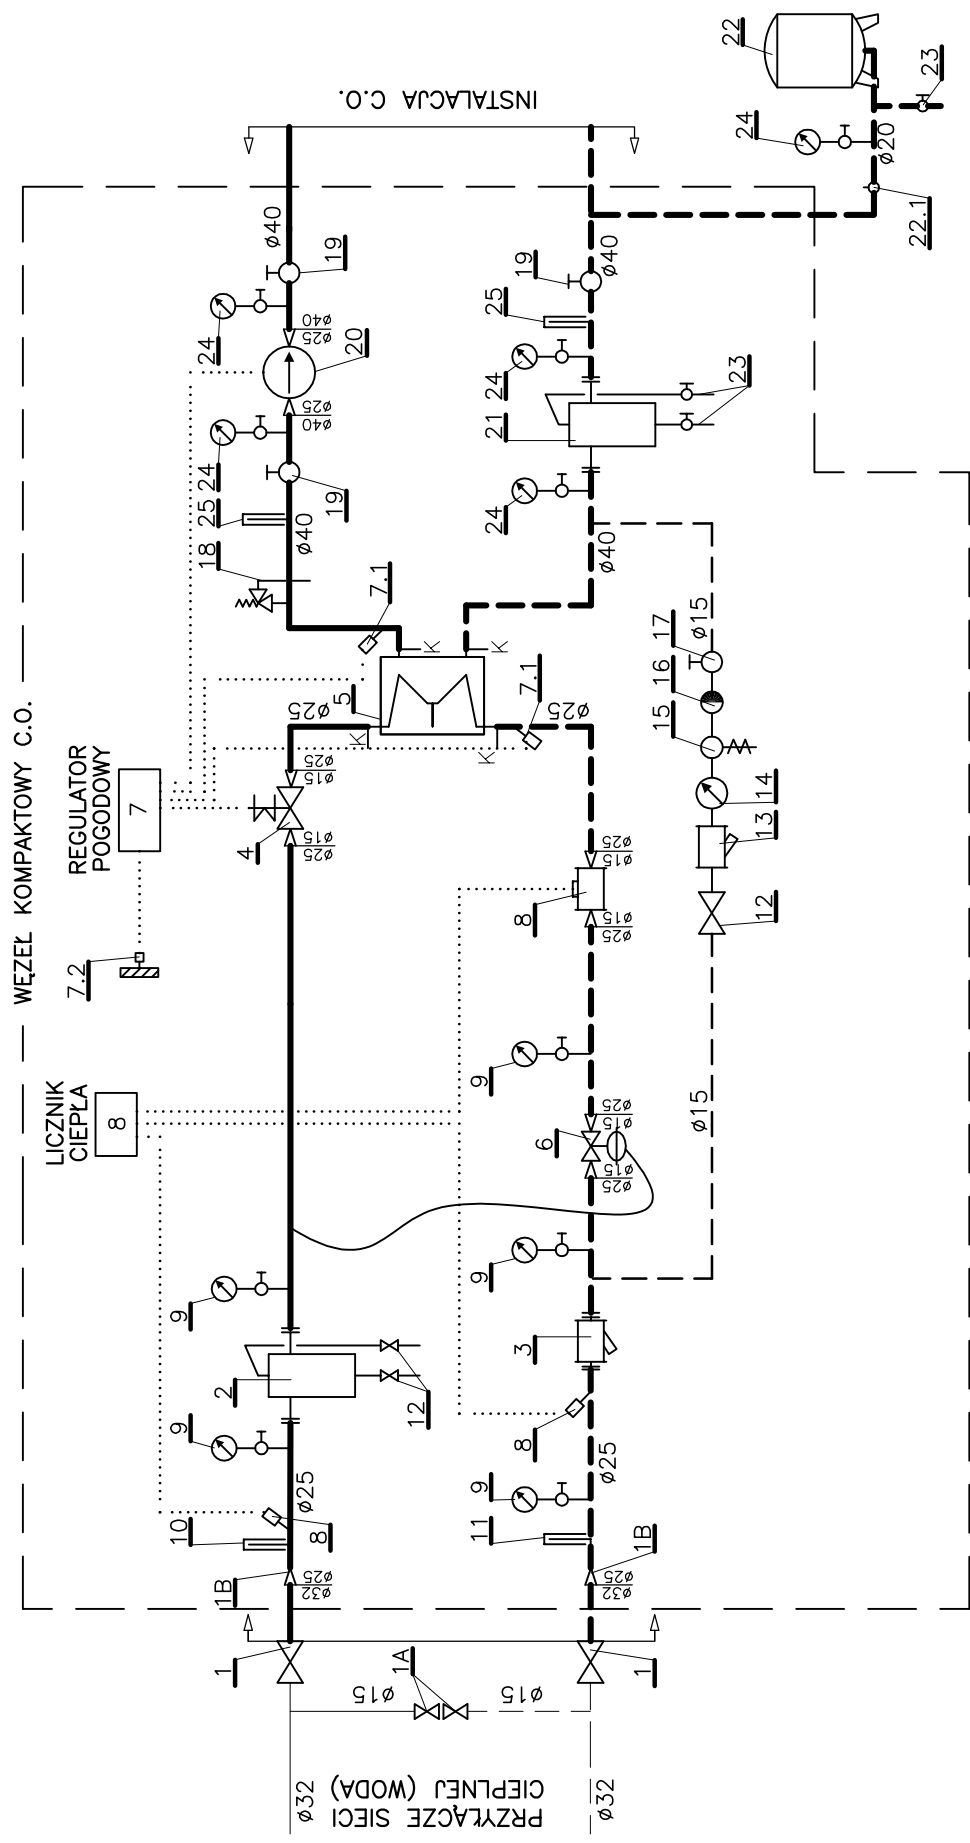 WĘZEŁ KOMPAKTOWY C.O.
PRZYŁĄCZE SIECI
CIEPLNEJ (WODA)
INSTALACJA C.O.
LICZNIK
CIEPŁA
8
REGULATOR
POGODOWY
7
7.2
ø32
1
1B
ø32
ø25
10
8
ø25
9
2
12
9
4
ø25
ø15
ø15
ø25
ø25
5
K
K
7.1
18
ø40
25
19
24
ø40
ø25
20
ø25
ø40
24
19
ø40
ø15
1A
ø15
ø32
1
1B
ø32
ø25
11
9
8
ø25
3
9
6
ø25
ø15
ø15
ø25
9
8
ø25
ø15
ø15
ø25
ø25
7.1
K
K
ø40
24
21
23
24
25
19
ø40
ø15
12
13
14
15
16
17
ø15
22.1
ø20
24
22
23